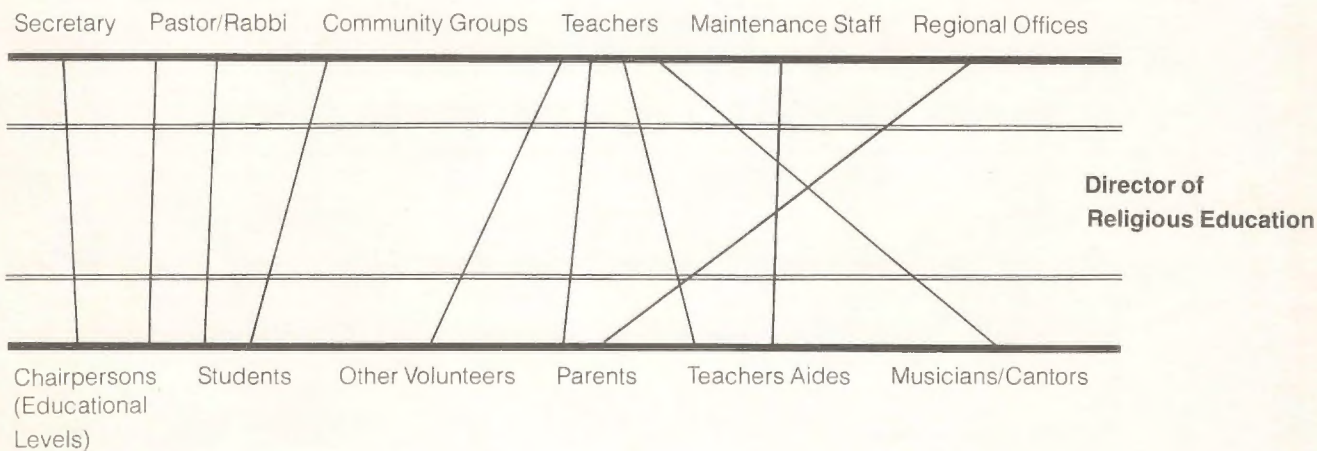 Secretary Pastor/Rabbi Community Groups Teachers Maintenance Staff Regional Offices
Director of
Religious Education
Chairpersons Students Other Volunteers Parents Teachers Aides Musicians/Cantors
(Educational
Levels)